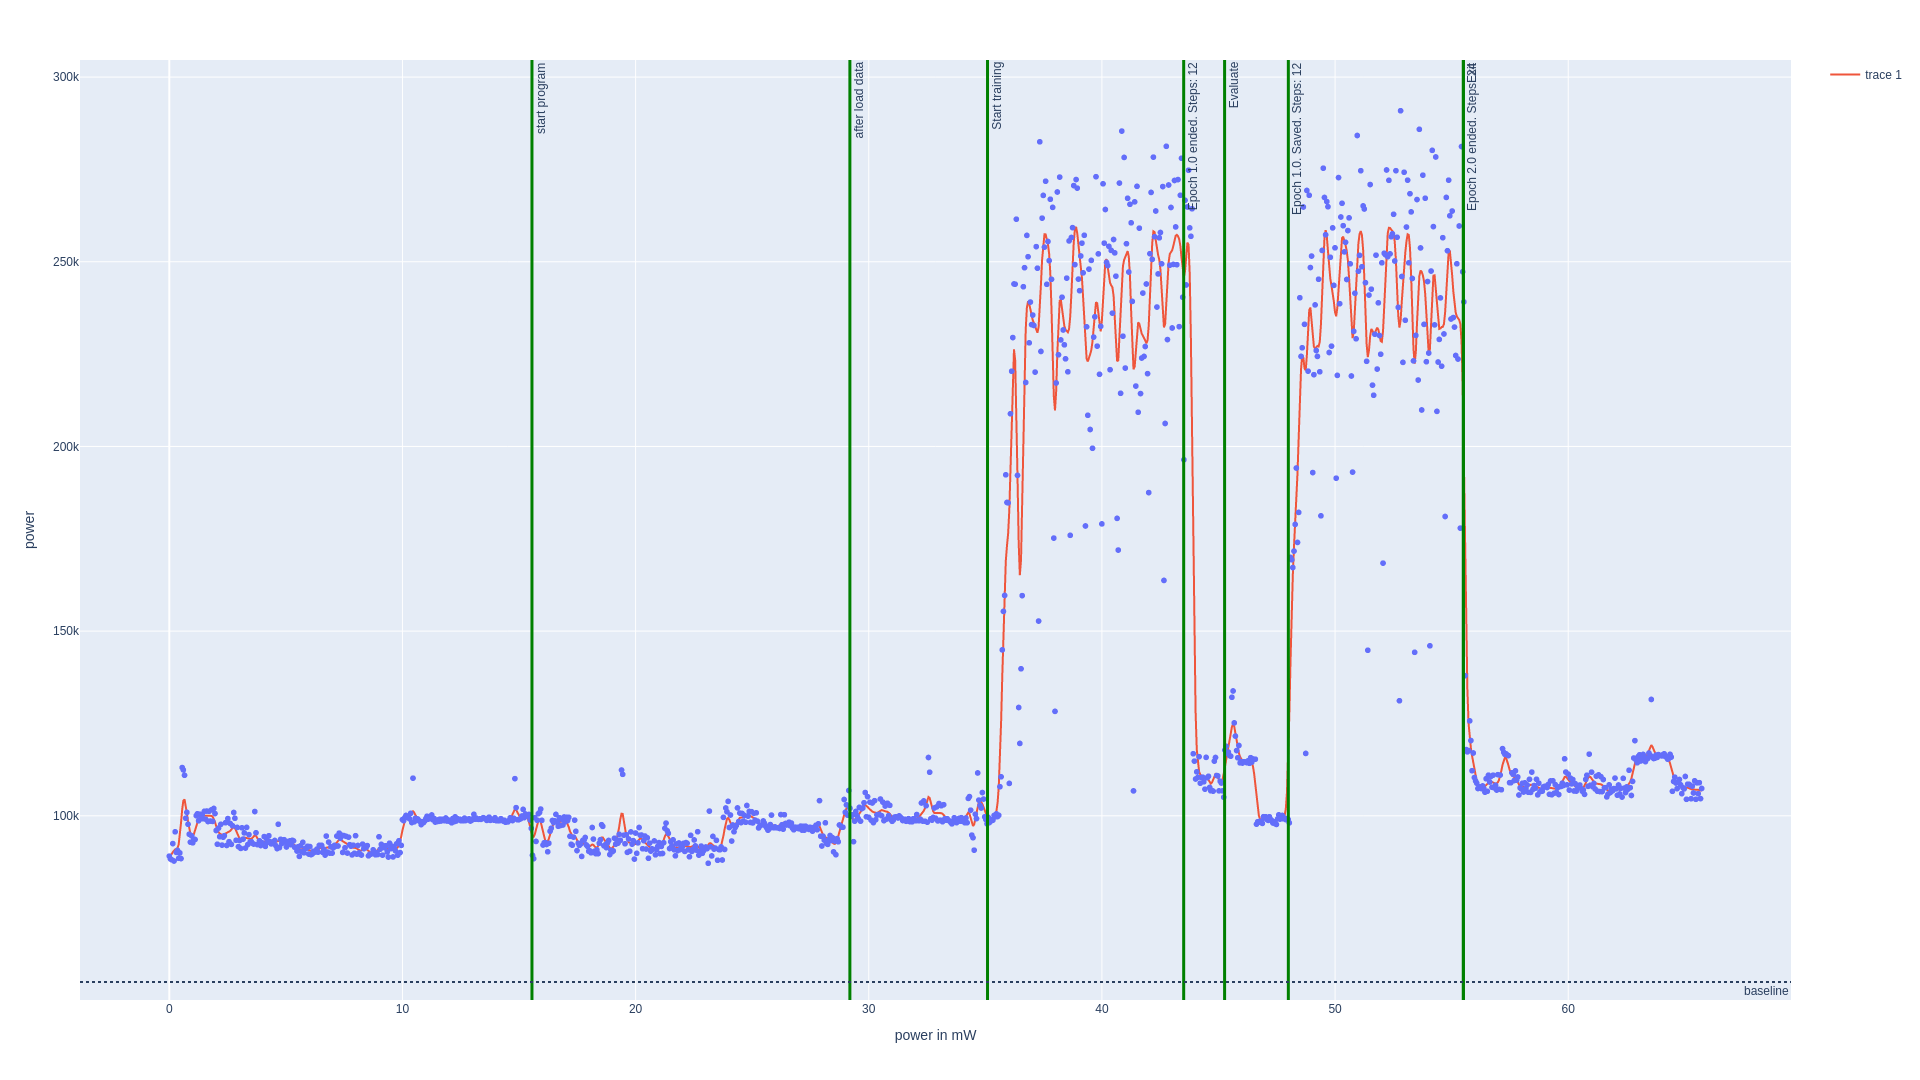 300k
250k
200k
150k
100k
power
start program
after load data
Start training
Epoch 1.0 ended. Steps: 12
Evaluate
Epoch 1.0. Saved. Steps: 12
Epoch 2.0 ended. Steps: 24
trace 1
baseline
0
10
20
30
40
50
60
power in mW